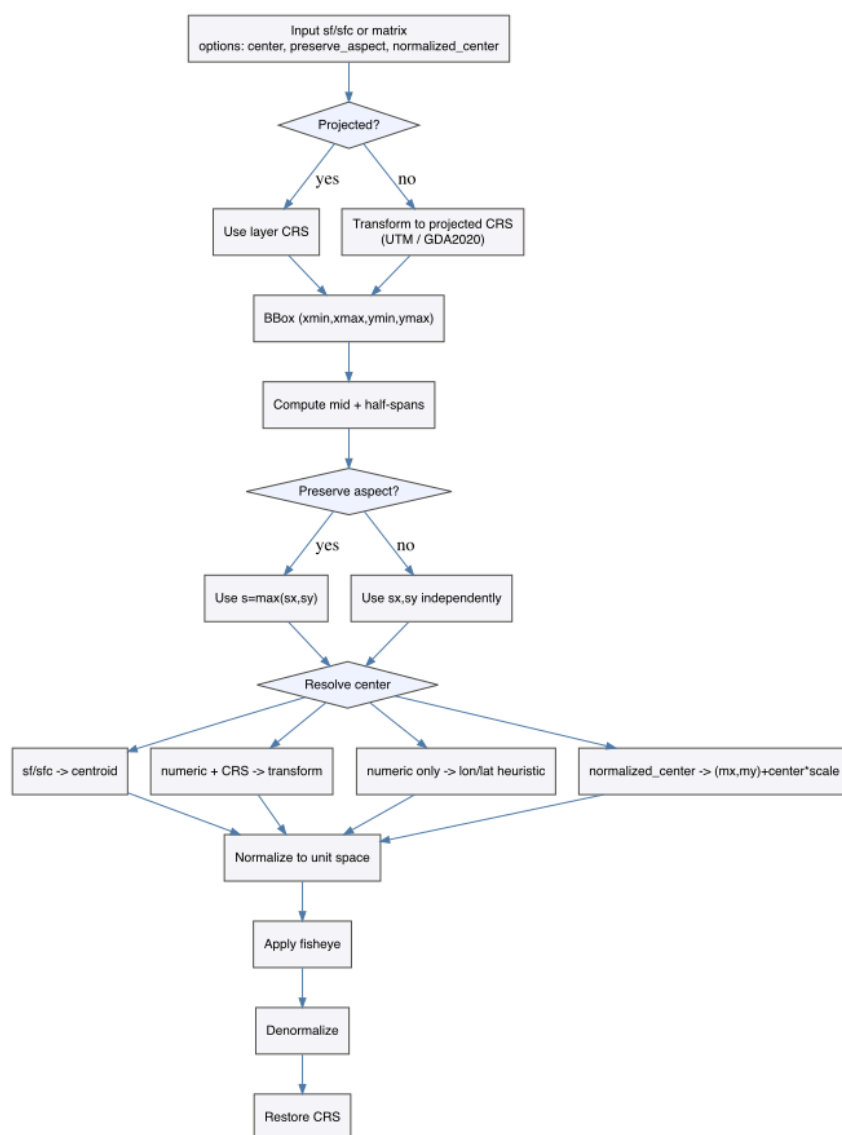 Input sf/sfc or matrix
options: center, preserve_aspect, normalized_center
Projected?
yes
no
Use layer CRS
Transform to projected CRS
(UTM / GDA2020)
BBox (xmin,xmax,ymin,ymax)
Compute mid + half-spans
Preserve aspect?
yes
no
Use s=max(sx,sy)
Use sx,sy independently
Resolve center
sf/sfc -> centroid
numeric + CRS -> transform
numeric only -> lon/lat heuristic
normalized_center -> (mx,my)+center*scale
Normalize to unit space
Apply fisheye
Denormalize
Restore CRS